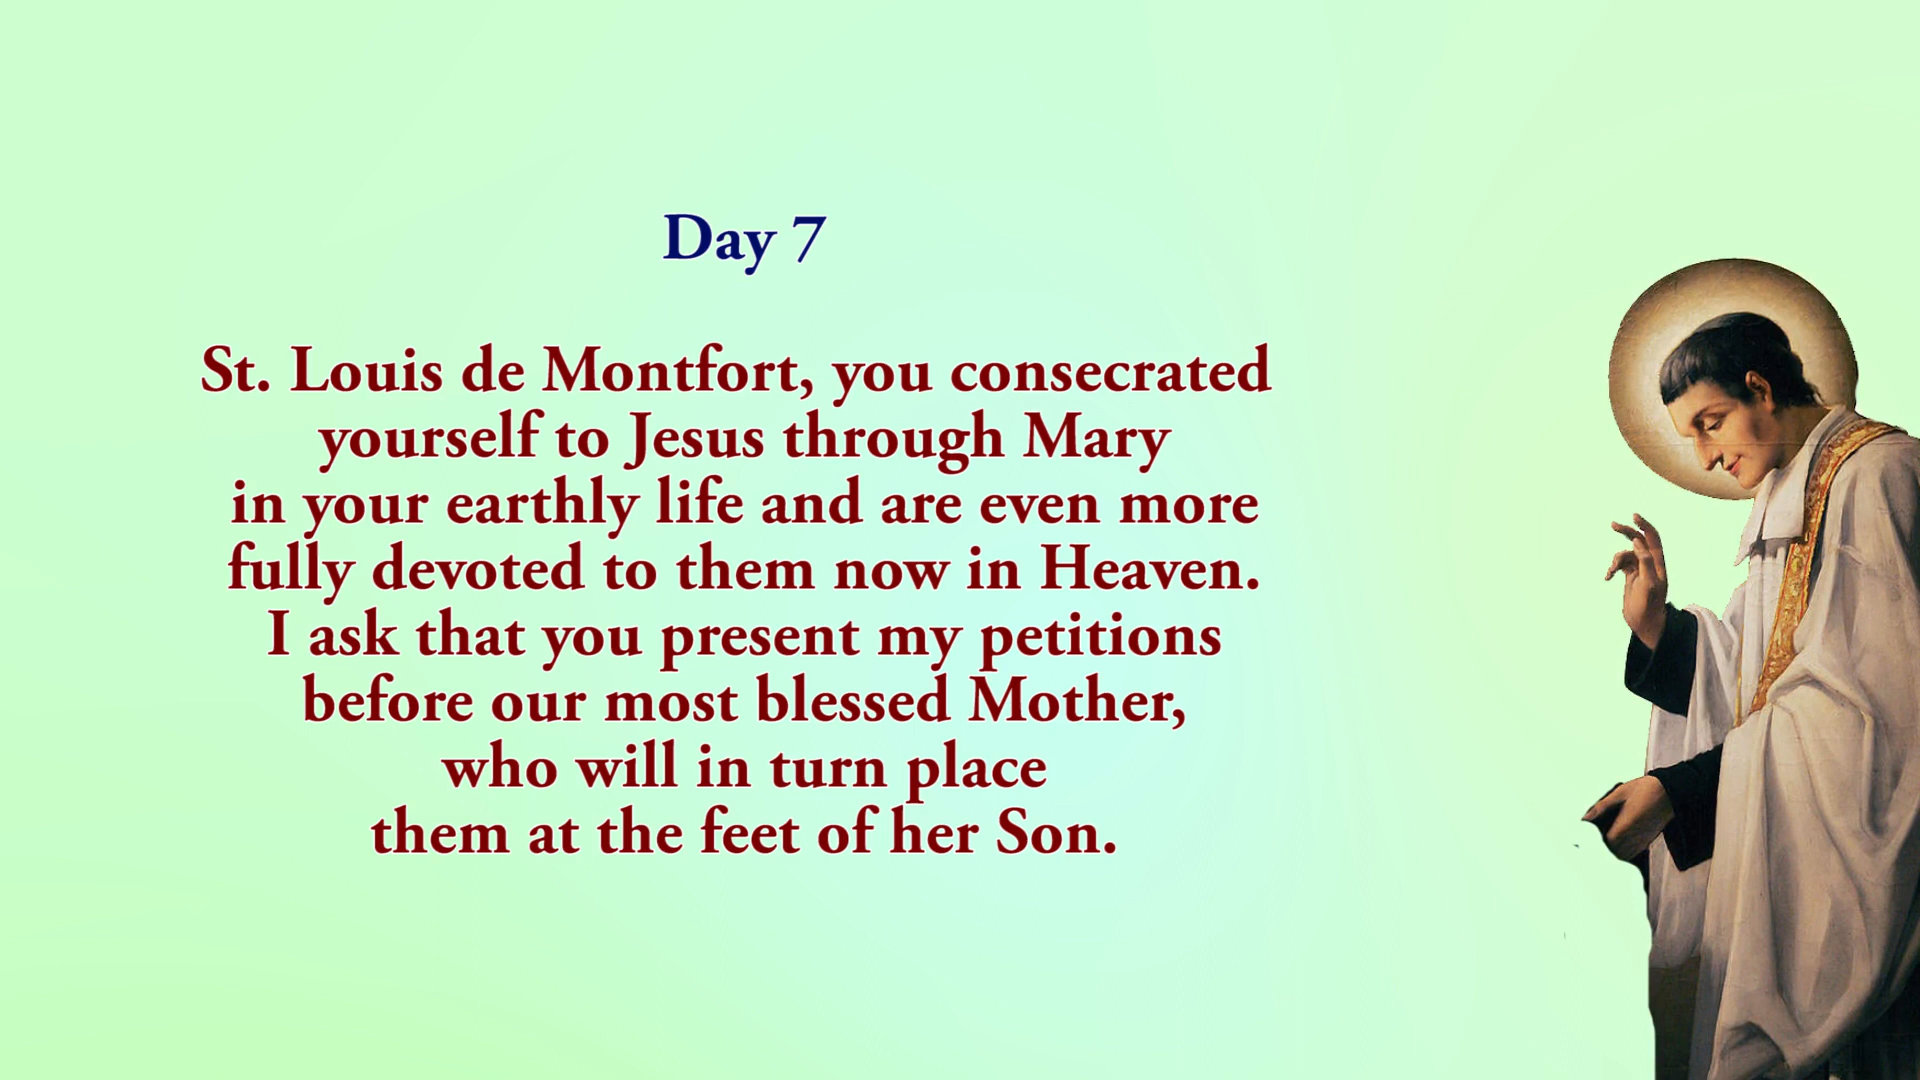 Day 7
St. Louis de Montfort, you consecrated
yourself to Jesus through Mary
in your earthly life and are even more
fully devoted to them now in Heaven.
I ask that you present my petitions
before our most blessed Mother,
who will in turn place
them at the feet of her Son.